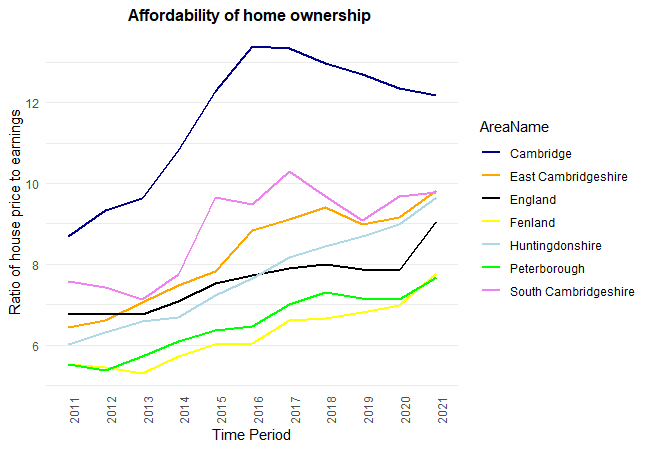 Affordability of home ownership
Ratio of house price to earnings
12
10
8
6
2011
2012
2013
2014
2015
2016
2017
2018
2019
2020
2021
Time Period
AreaName
Cambridge
East Cambridgeshire
England
Fenland
Huntingdonshire
Peterborough
South Cambridgeshire